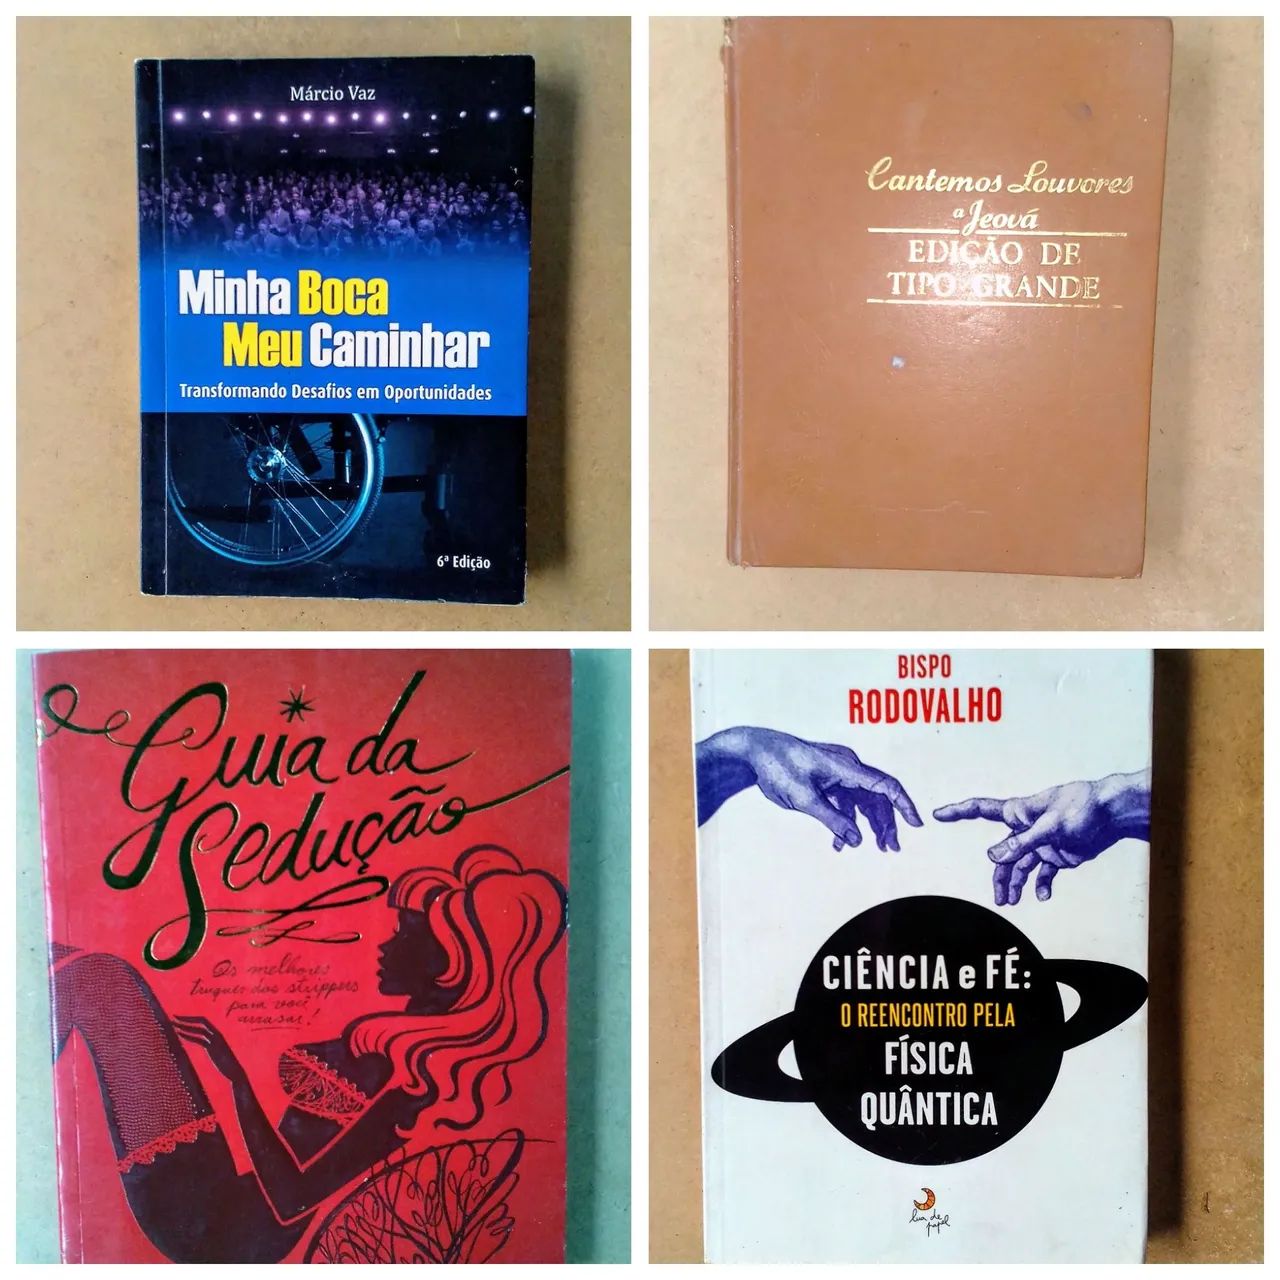 Márcio Vaz
Minha Boca
Meu Caminhar
Transformando Desafios em Oportunidades
6ª Edição
Cantemos Louvores
a Jeová
EDIÇÃO DE
TIPO GRANDE
Guia da
Sedução
Os melhores
truques dos strippers
para você
arrasar!
BISPO
RODOVALHO
CIÊNCIA e FÉ:
O REENCONTRO PELA
FÍSICA
QUÂNTICA
lua de
papel